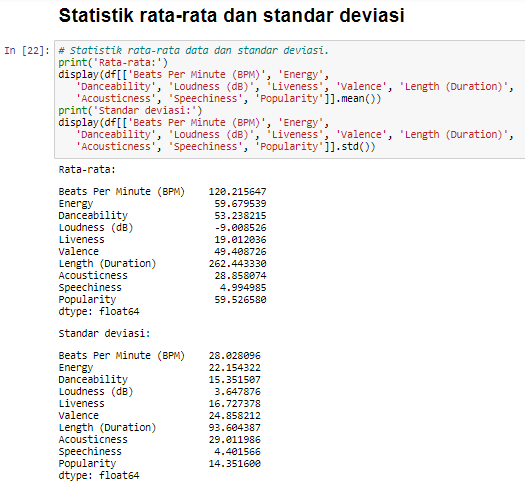 Statistik rata-rata dan standar deviasi
In [22]: # Statistik rata-rata data dan standar deviasi.
print('Rata-rata:')
display(df[['Beats Per Minute (BPM)', 'Energy',
'Danceability', 'Loudness (dB)', 'Liveness', 'Valence', 'Length (Duration)',
'Acousticness', 'Speechiness', 'Popularity']].mean())
print('Standar deviasi:')
display(df[['Beats Per Minute (BPM)', 'Energy',
'Danceability', 'Loudness (dB)', 'Liveness', 'Valence', 'Length (Duration)',
'Acousticness', 'Speechiness', 'Popularity']].std())
Rata-rata:
Beats Per Minute (BPM) 120.215647
Energy 59.679539
Danceability 53.238215
Loudness (dB) -9.008526
Liveness 19.012036
Valence 49.408726
Length (Duration) 262.443330
Acousticness 28.858074
Speechiness 4.994985
Popularity 59.526580
dtype: float64
Standar deviasi:
Beats Per Minute (BPM) 28.028096
Energy 22.154322
Danceability 15.351507
Loudness (dB) 3.647876
Liveness 16.727378
Valence 24.858212
Length (Duration) 93.604387
Acousticness 29.011986
Speechiness 4.401566
Popularity 14.351600
dtype: float64